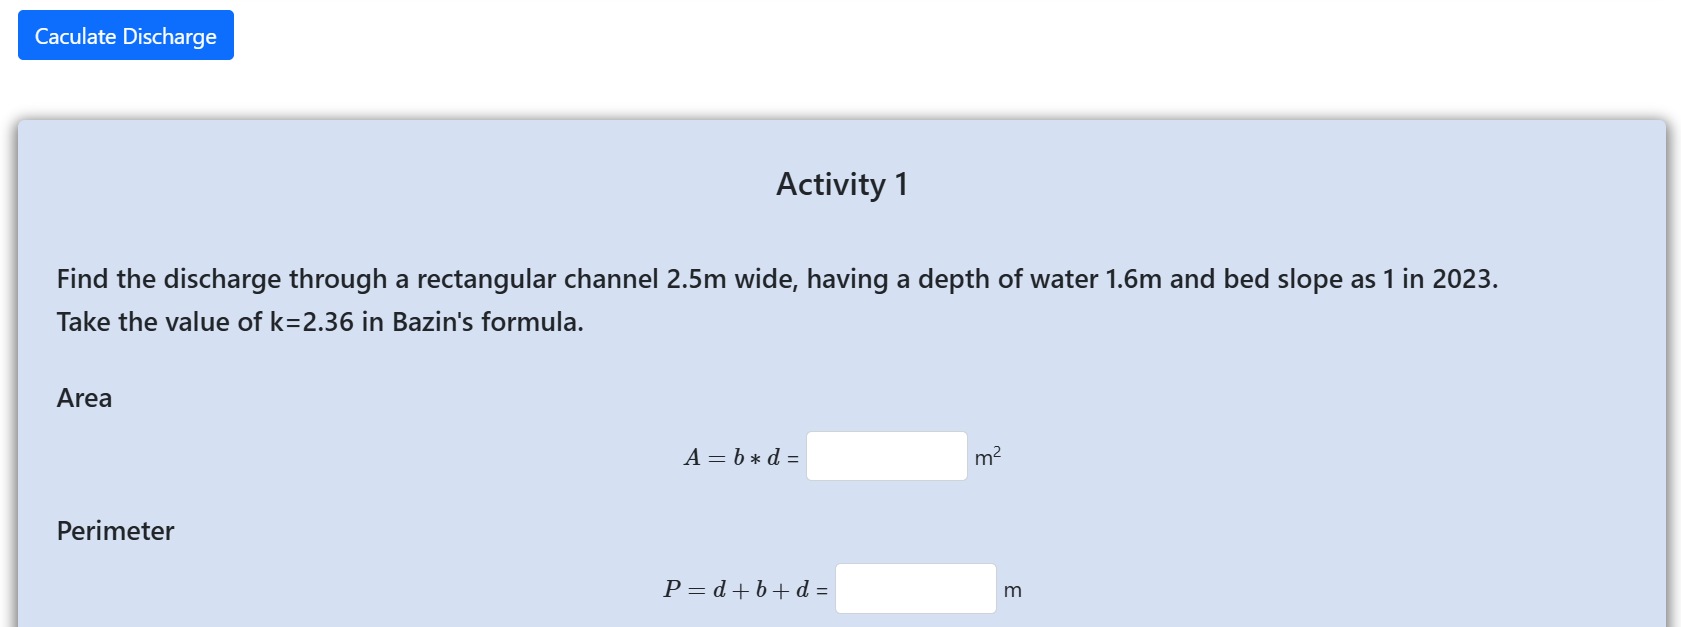 Caculate Discharge
Activity 1
Find the discharge through a rectangular channel 2.5m wide, having a depth of water 1.6m and bed slope as 1 in 2023.
Take the value of k=2.36 in Bazin's formula.
Area
A = b * d = m²
Perimeter
P = d + b + d = m